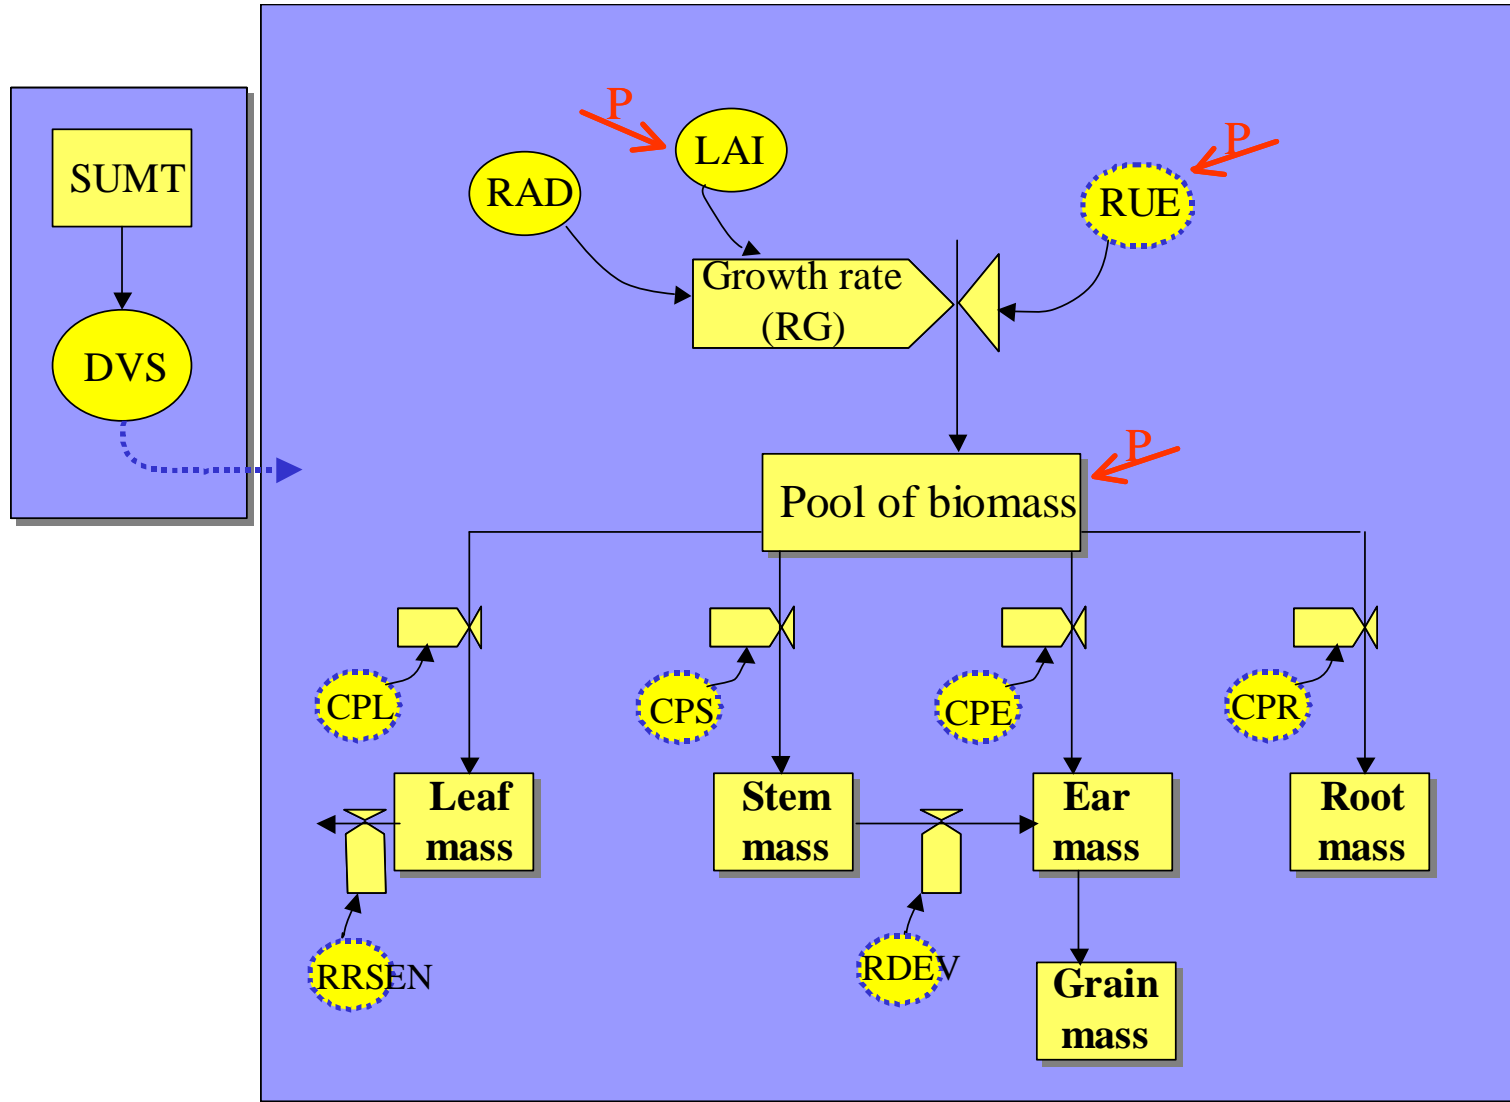 SUMT
DVS
P
LAI
RAD
P
RUE
Growth rate
(RG)
P
Pool of biomass
CPL
CPS
CPE
CPR
Leaf
mass
Stem
mass
Ear
mass
Root
mass
RRSEN
RDEV
Grain
mass